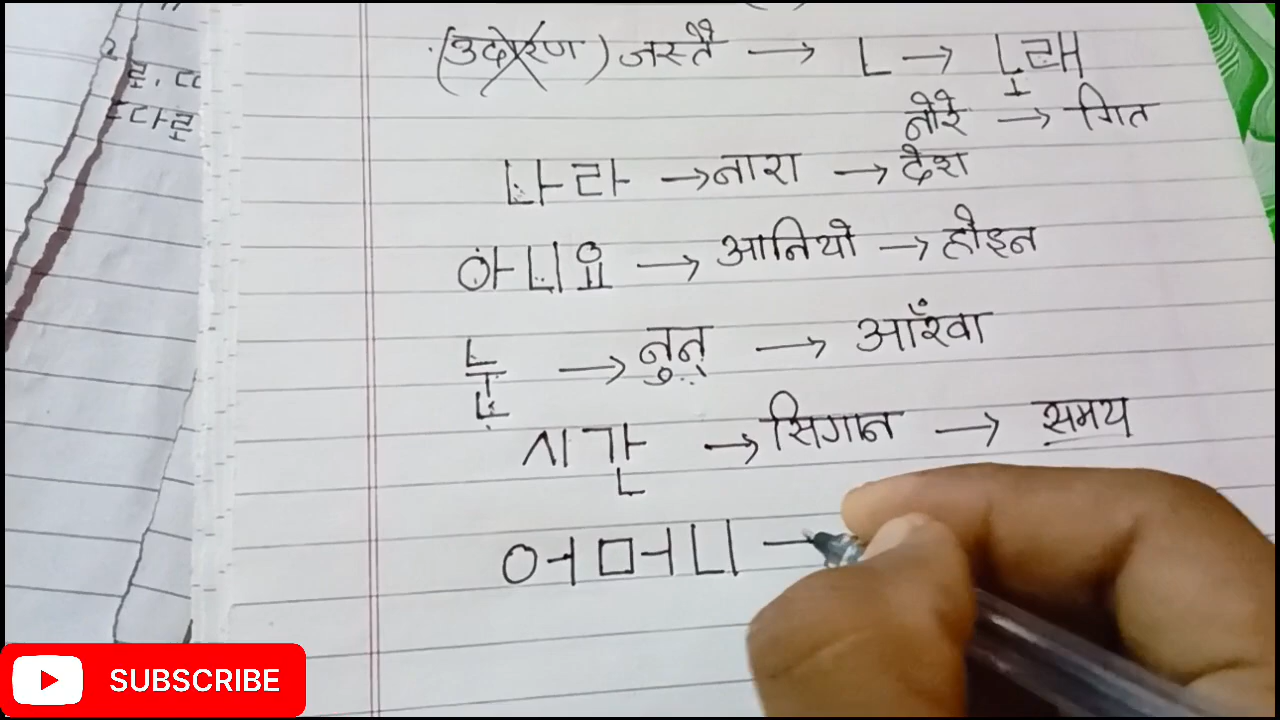 (उदोरण) जस्तै → ㄴ → 노래
नोरे → गित
나라 → नारा → देश
아니요 → आनियो → होइन
눈 → नुन् → आँखा
시간 → सिगान → समय
어머니 →
SUBSCRIBE